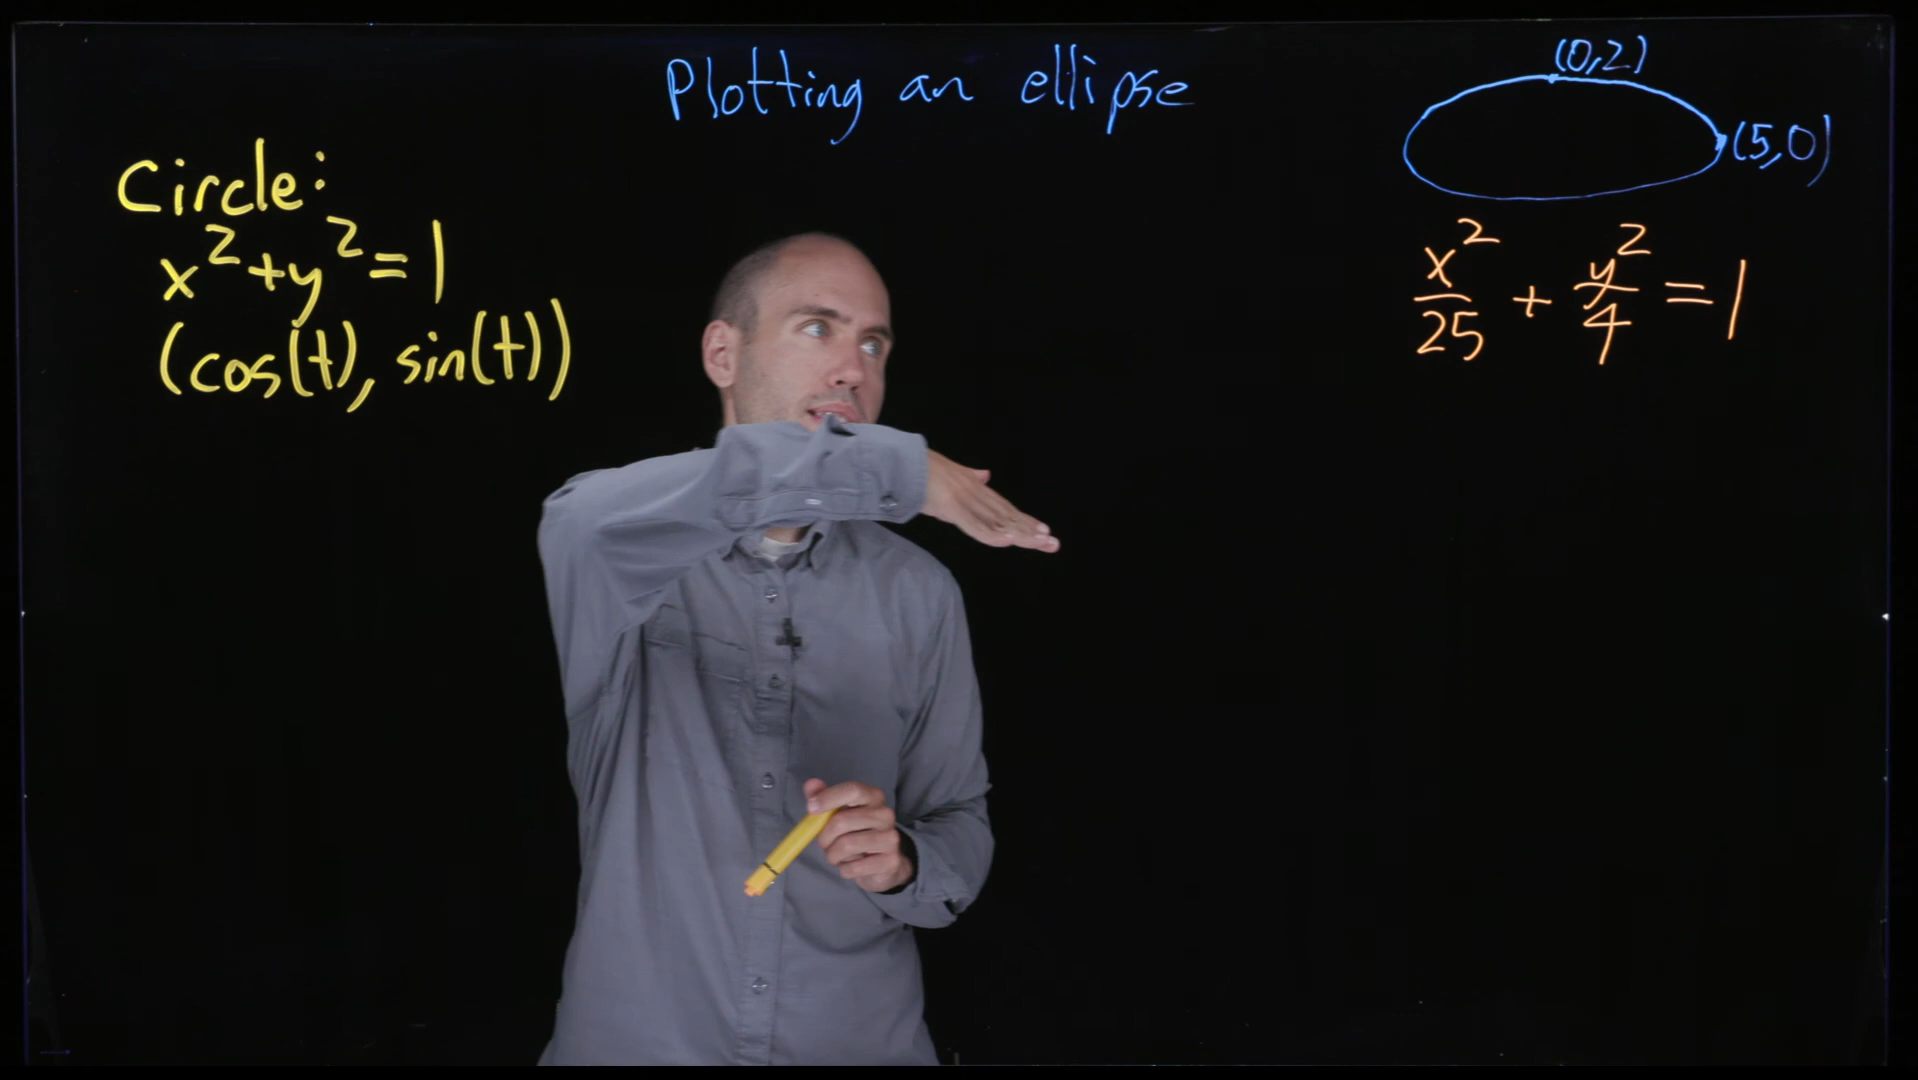 Plotting an ellipse
Circle:
x²+y²=1
(cos(t), sin(t))
(0,2)
(5,0)
x²/25 + y²/4 = 1